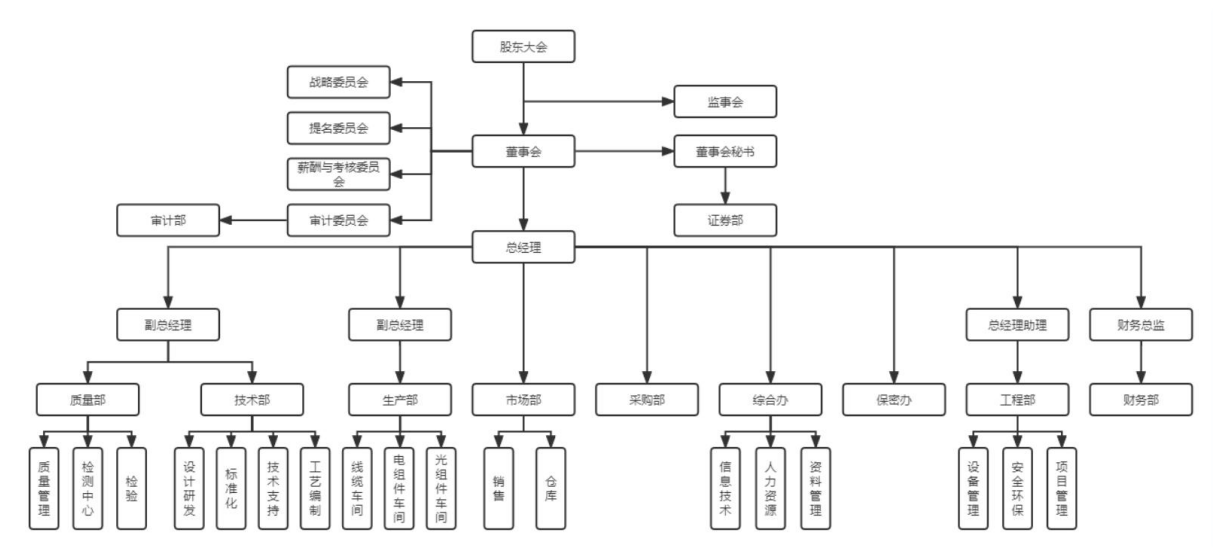 股东大会
战略委员会
监事会
提名委员会
董事会
董事会秘书
薪酬与考核委员
会
审计部
审计委员会
证券部
总经理
副总经理
副总经理
总经理助理
财务总监
质量部
技术部
生产部
市场部
采购部
综合办
保密办
工程部
财务部
质量管理
检测中心
检验
设计研发
标准化
技术支持
工艺编制
线缆车间
电组件车间
光组件车间
销售
仓库
信息技术
人力资源
资料管理
设备管理
安全环保
项目管理